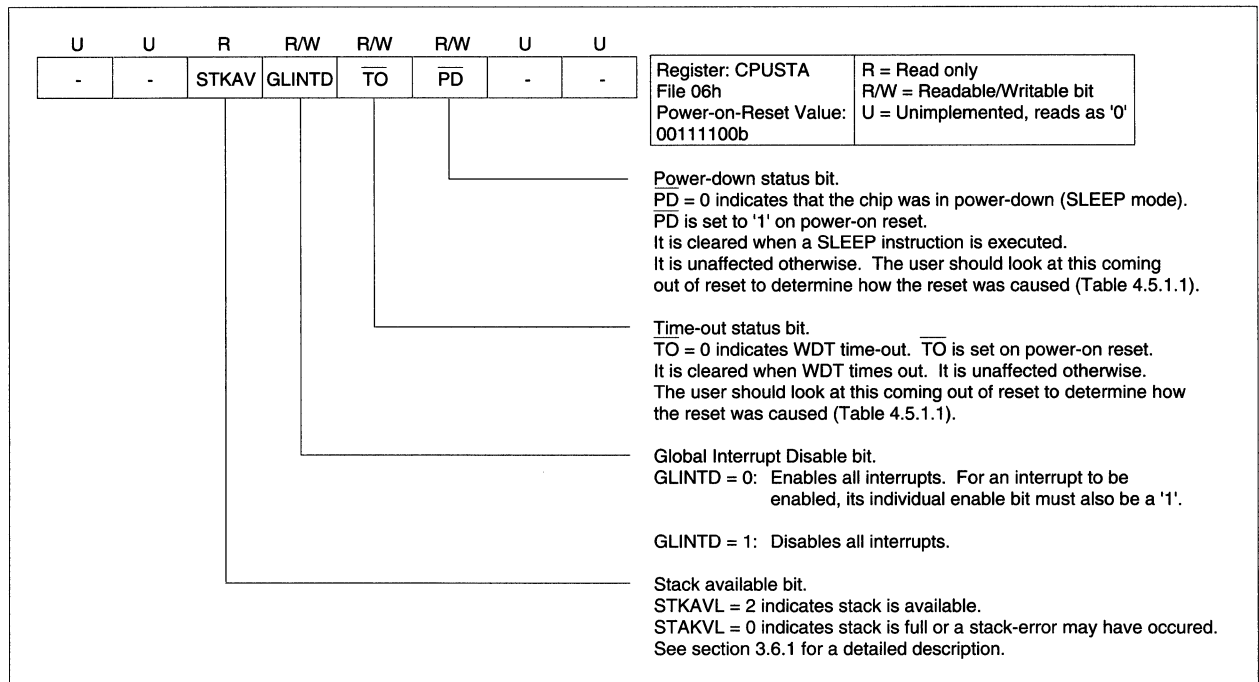 U U R R/W R/W R/W U U
- - STKAV GLINTD T̅O̅ P̅D̅ - -
Register: CPUSTA
File 06h
Power-on-Reset Value:
00111100b
R = Read only
R/W = Readable/Writable bit
U = Unimplemented, reads as '0'
Power-down status bit.
P̅D̅ = 0 indicates that the chip was in power-down (SLEEP mode).
P̅D̅ is set to '1' on power-on reset.
It is cleared when a SLEEP instruction is executed.
It is unaffected otherwise. The user should look at this coming
out of reset to determine how the reset was caused (Table 4.5.1.1).
Time-out status bit.
T̅O̅ = 0 indicates WDT time-out. T̅O̅ is set on power-on reset.
It is cleared when WDT times out. It is unaffected otherwise.
The user should look at this coming out of reset to determine how
the reset was caused (Table 4.5.1.1).
Global Interrupt Disable bit.
GLINTD = 0: Enables all interrupts. For an interrupt to be
enabled, its individual enable bit must also be a '1'.
GLINTD = 1: Disables all interrupts.
Stack available bit.
STKAVL = 2 indicates stack is available.
STAKVL = 0 indicates stack is full or a stack-error may have occured.
See section 3.6.1 for a detailed description.